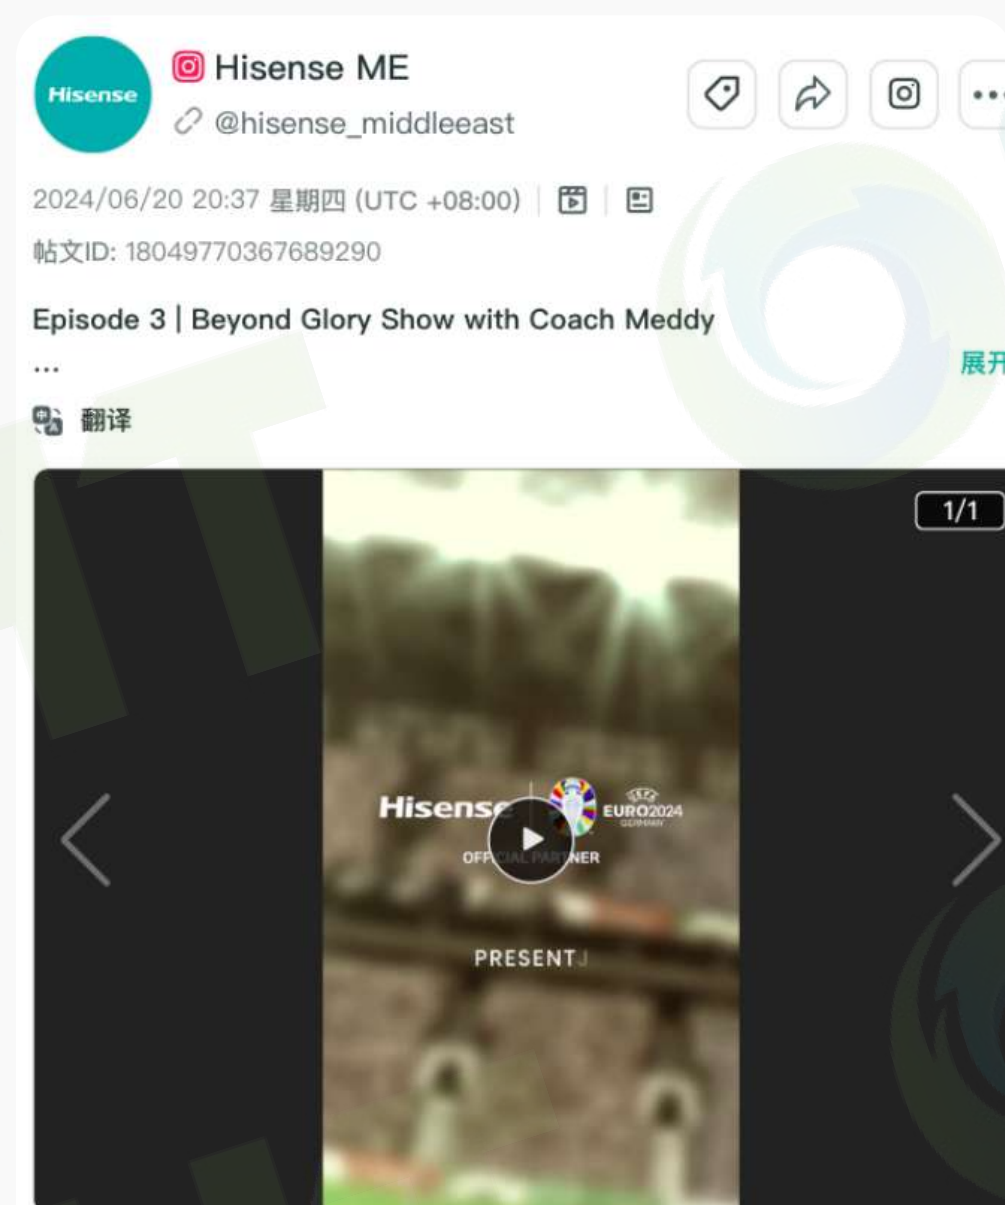 Hisense
Hisense ME
@hisense_middleeast
2024/06/20 20:37 星期四 (UTC +08:00)
帖文ID: 18049770367689290
Episode 3 | Beyond Glory Show with Coach Meddy
...
展开
翻译
1/1
Hisense
UEFA
EURO2024
GERMANY
OFFICIAL PARTNER
PRESENT